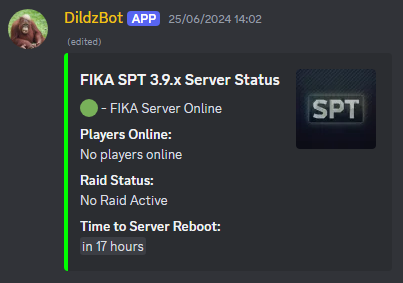 DildzBot APP 25/06/2024 14:02
(edited)
FIKA SPT 3.9.x Server Status
SPT
- FIKA Server Online
Players Online:
No players online
Raid Status:
No Raid Active
Time to Server Reboot:
in 17 hours